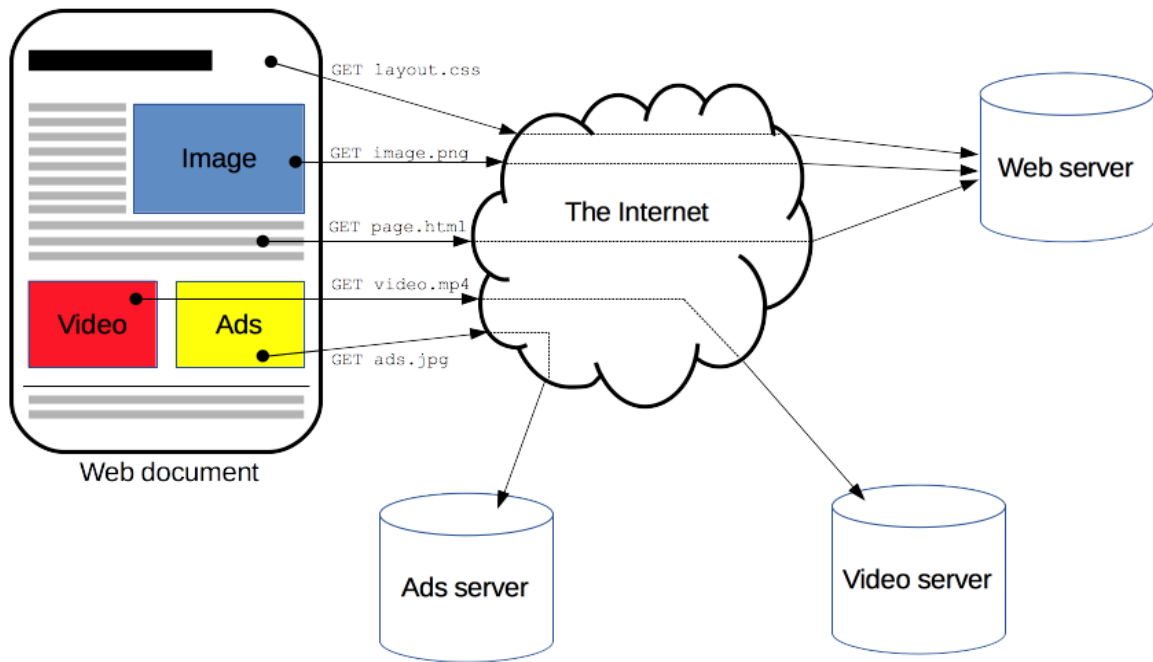 GET layout.css
Image
GET image.png
Web server
The Internet
GET page.html
GET video.mp4
Video
Ads
GET ads.jpg
Web document
Ads server
Video server